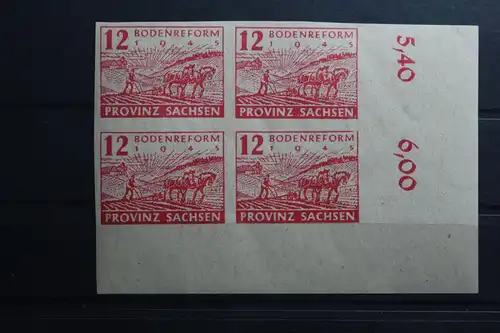 12 BODENREFORM
1945
PROVINZ SACHSEN
12 BODENREFORM
1945
PROVINZ SACHSEN
5,40
12 BODENREFORM
1945
PROVINZ SACHSEN
12 BODENREFORM
1945
PROVINZ SACHSEN
6,00